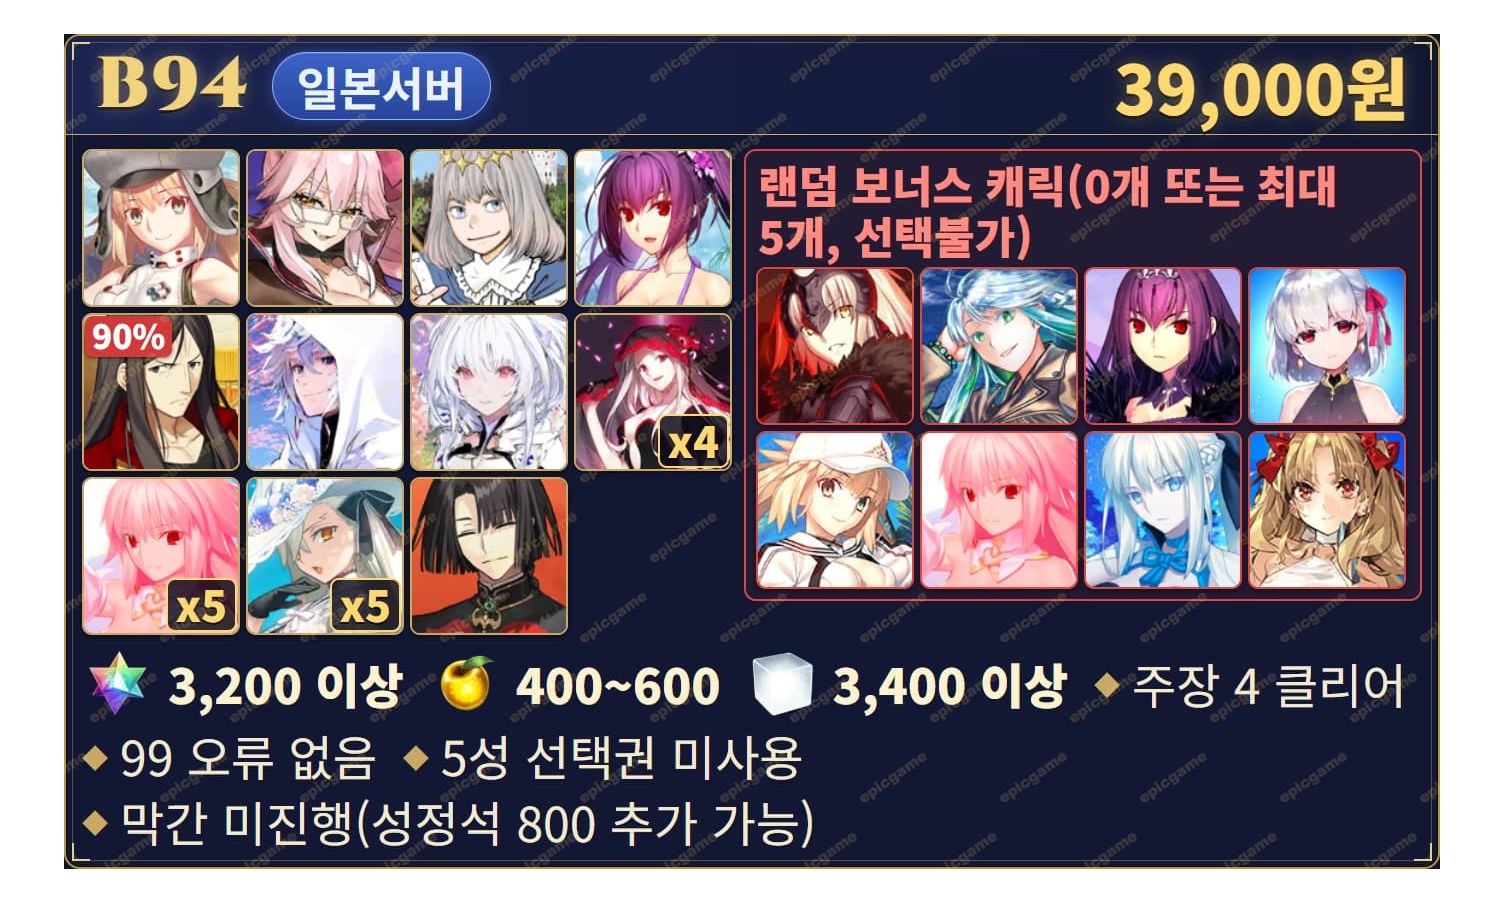 B94 일본서버 39,000원
랜덤 보너스 캐릭(0개 또는 최대
5개, 선택불가)
90%
x4
x5
x5
3,200 이상 400~600 3,400 이상 ◆ 주장 4 클리어
◆ 99 오류 없음 ◆ 5성 선택권 미사용
◆ 막간 미진행(성정석 800 추가 가능)
epicgame